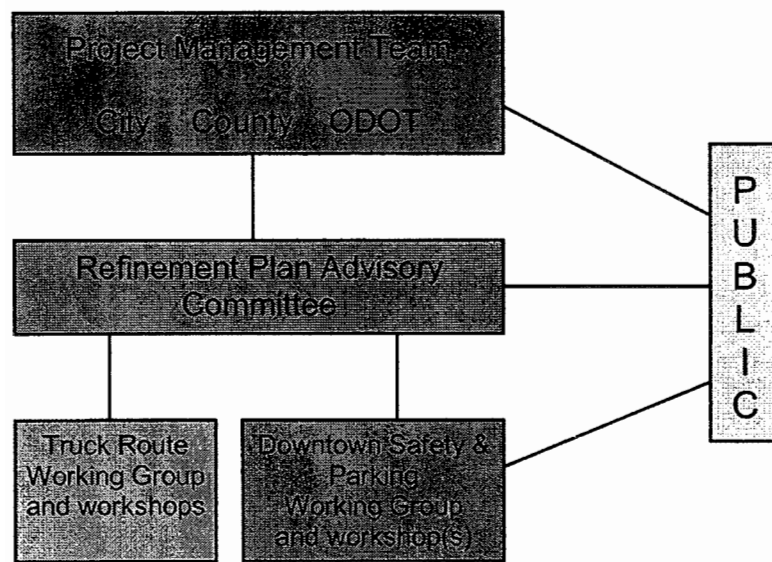 Project Management Team
City County ODOT
Refinement Plan Advisory
Committee
Truck Route
Working Group
and workshops
Downtown Safety &
Parking
Working Group
and workshop(s)
P
U
B
L
I
C